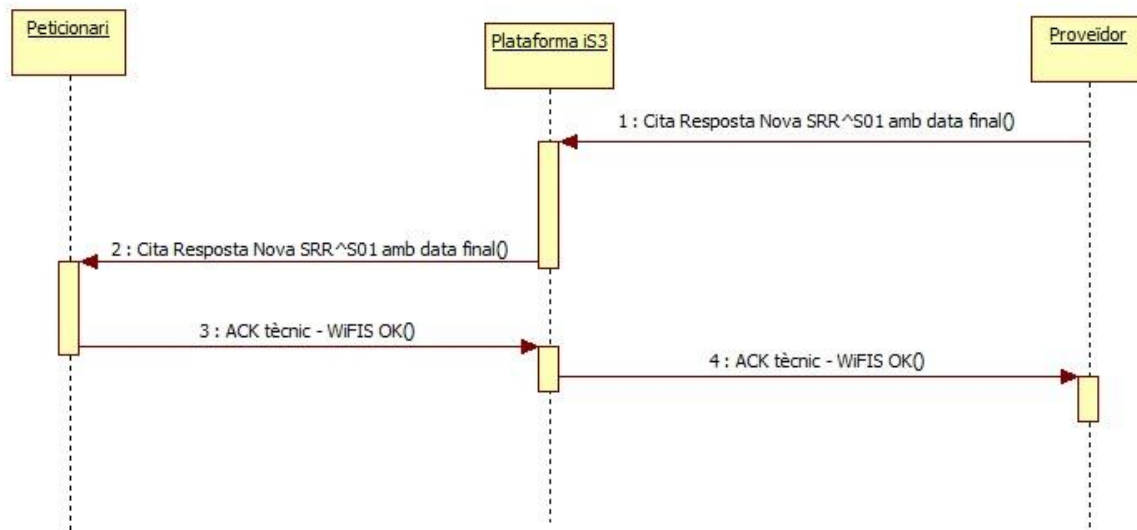 Peticionari
Plataforma iS3
Proveïdor
1 : Cita Resposta Nova SRR^S01 amb data final()
2 : Cita Resposta Nova SRR^S01 amb data final()
3 : ACK tècnic - WiFIS OK()
4 : ACK tècnic - WiFIS OK()